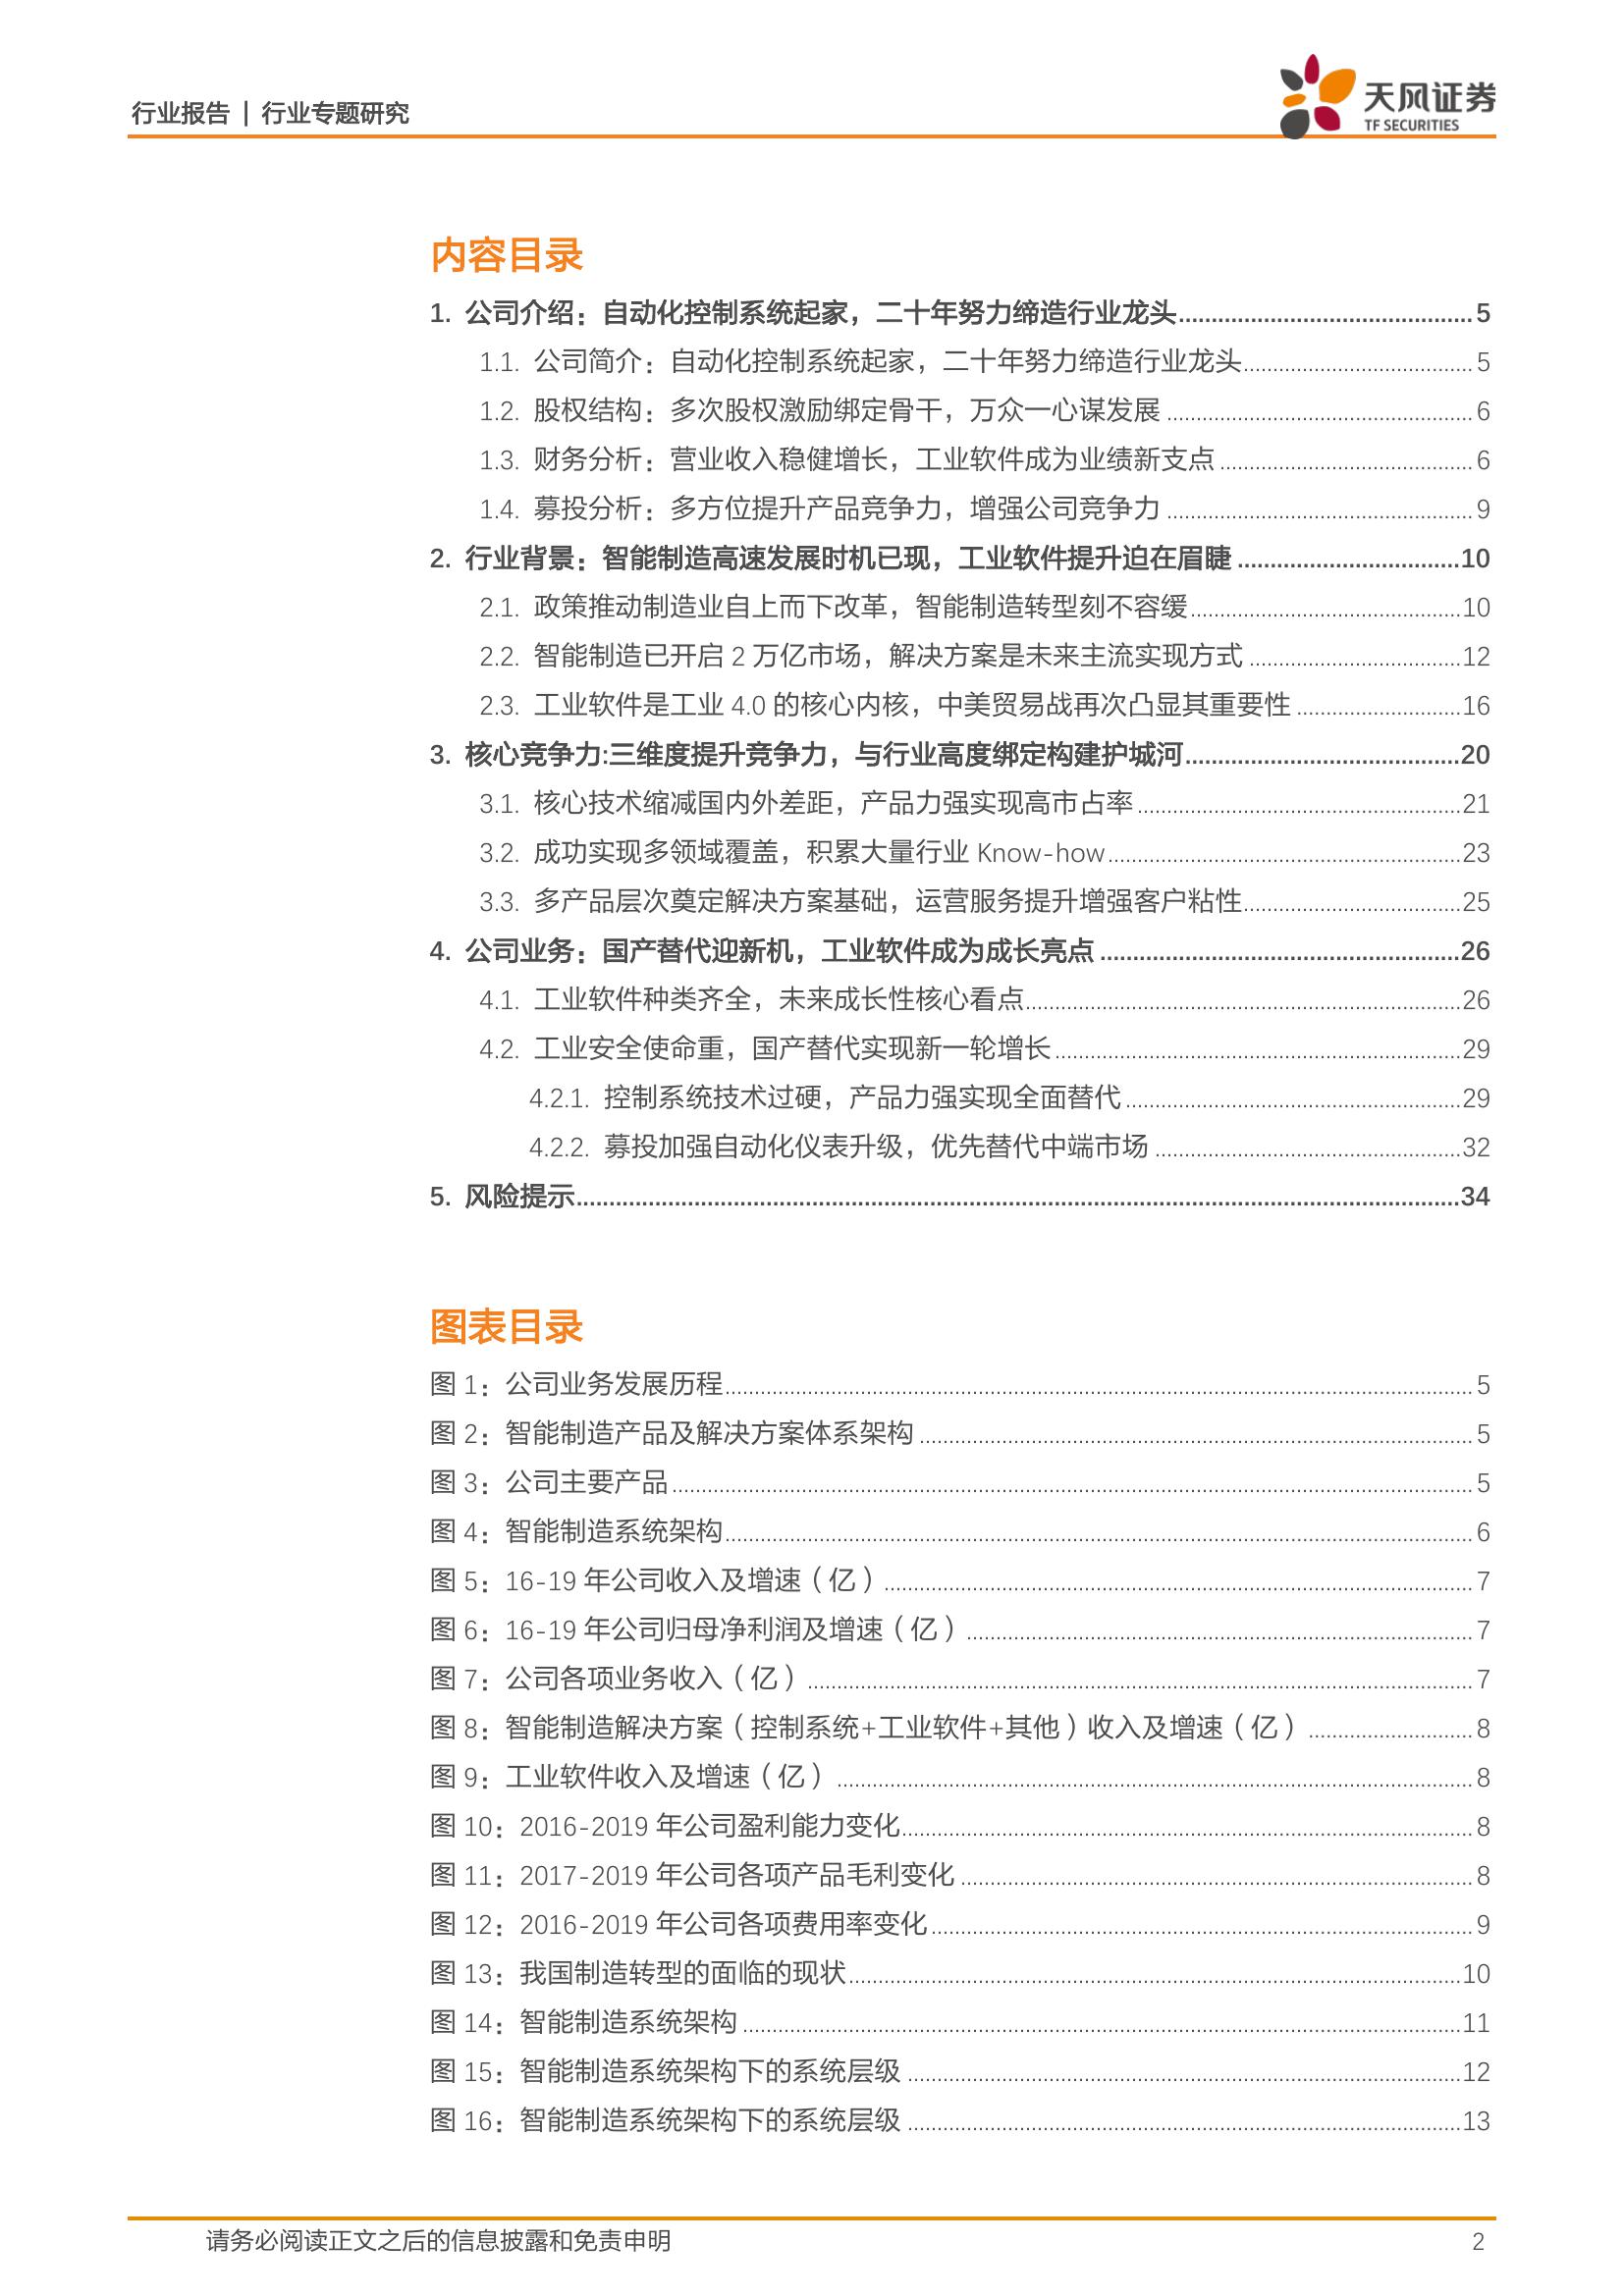 行业报告 | 行业专题研究
天风证券
TF SECURITIES
内容目录
1. 公司介绍：自动化控制系统起家，二十年努力缔造行业龙头............................................. 5
1.1. 公司简介：自动化控制系统起家，二十年努力缔造行业龙头....................................... 5
1.2. 股权结构：多次股权激励绑定骨干，万众一心谋发展 .................................................... 6
1.3. 财务分析：营业收入稳健增长，工业软件成为业绩新支点 ........................................... 6
1.4. 募投分析：多方位提升产品竞争力，增强公司竞争力 .................................................... 9
2. 行业背景：智能制造高速发展时机已现，工业软件提升迫在眉睫 ..................................10
2.1. 政策推动制造业自上而下改革，智能制造转型刻不容缓..............................................10
2.2. 智能制造已开启 2 万亿市场，解决方案是未来主流实现方式 ....................................12
2.3. 工业软件是工业 4.0 的核心内核，中美贸易战再次凸显其重要性 ............................16
3. 核心竞争力:三维度提升竞争力，与行业高度绑定构建护城河..........................................20
3.1. 核心技术缩减国内外差距，产品力强实现高市占率 .......................................................21
3.2. 成功实现多领域覆盖，积累大量行业 Know-how............................................................23
3.3. 多产品层次奠定解决方案基础，运营服务提升增强客户粘性.....................................25
4. 公司业务：国产替代迎新机，工业软件成为成长亮点 .......................................................26
4.1. 工业软件种类齐全，未来成长性核心看点..........................................................................26
4.2. 工业安全使命重，国产替代实现新一轮增长 .....................................................................29
4.2.1. 控制系统技术过硬，产品力强实现全面替代 .........................................................29
4.2.2. 募投加强自动化仪表升级，优先替代中端市场 ....................................................32
5. 风险提示.......................................................................................................................................34
图表目录
图 1：公司业务发展历程................................................................................................................................ 5
图 2：智能制造产品及解决方案体系架构 ............................................................................................... 5
图 3：公司主要产品 ......................................................................................................................................... 5
图 4：智能制造系统架构................................................................................................................................ 6
图 5：16-19 年公司收入及增速（亿）..................................................................................................... 7
图 6：16-19 年公司归母净利润及增速（亿）....................................................................................... 7
图 7：公司各项业务收入（亿）.................................................................................................................. 7
图 8：智能制造解决方案（控制系统+工业软件+其他）收入及增速（亿）............................ 8
图 9：工业软件收入及增速（亿）............................................................................................................. 8
图 10：2016-2019 年公司盈利能力变化.................................................................................................. 8
图 11：2017-2019 年公司各项产品毛利变化 ........................................................................................ 8
图 12：2016-2019 年公司各项费用率变化............................................................................................. 9
图 13：我国制造转型的面临的现状.........................................................................................................10
图 14：智能制造系统架构 ...........................................................................................................................11
图 15：智能制造系统架构下的系统层级 ...............................................................................................12
图 16：智能制造系统架构下的系统层级 ...............................................................................................13
请务必阅读正文之后的信息披露和免责申明
2